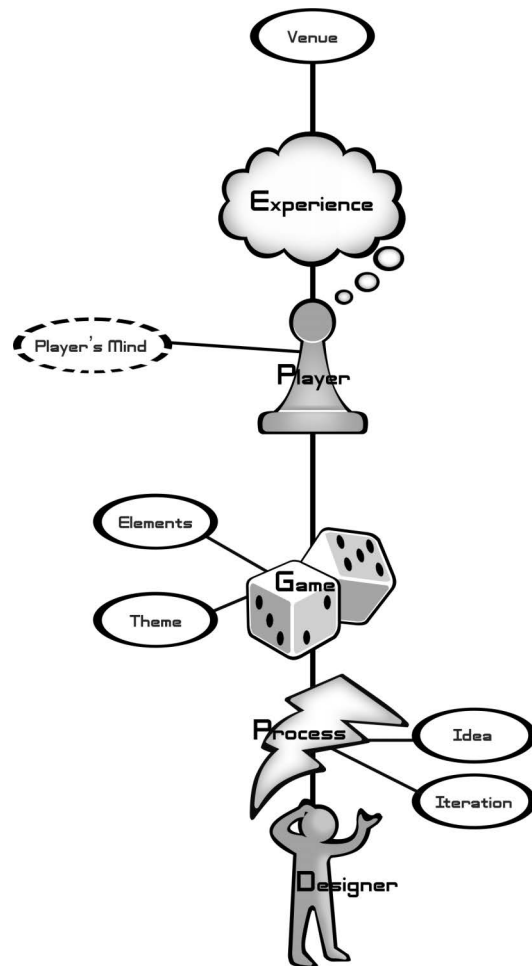 Venue
Experience
Player's Mind
Player
Elements
Game
Theme
Process
Idea
Iteration
Designer